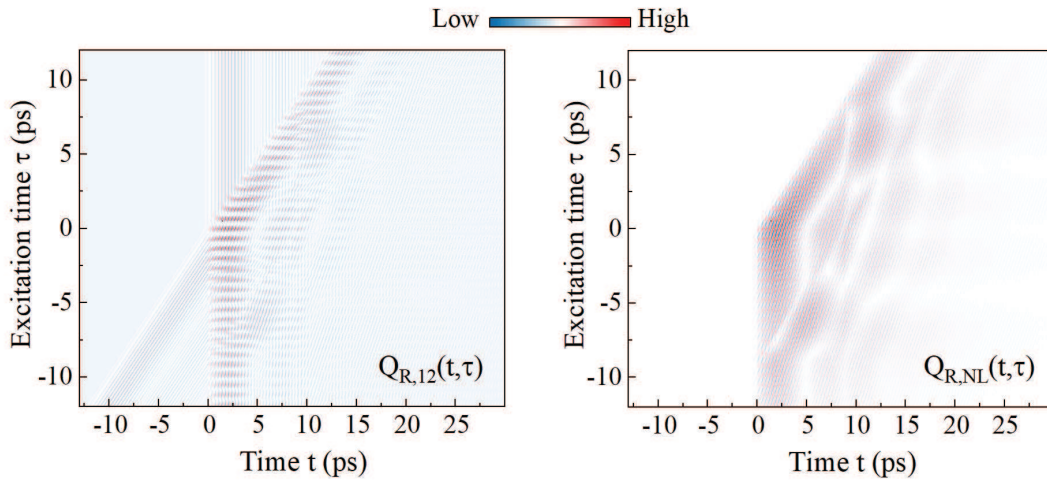 Low High
10
5
0
-5
-10
Excitation time τ (ps)
Q_R,12(t,τ)
-10 -5 0 5 10 15 20 25
Time t (ps)
10
5
0
-5
-10
Excitation time τ (ps)
Q_R,NL(t,τ)
-10 -5 0 5 10 15 20 25
Time t (ps)